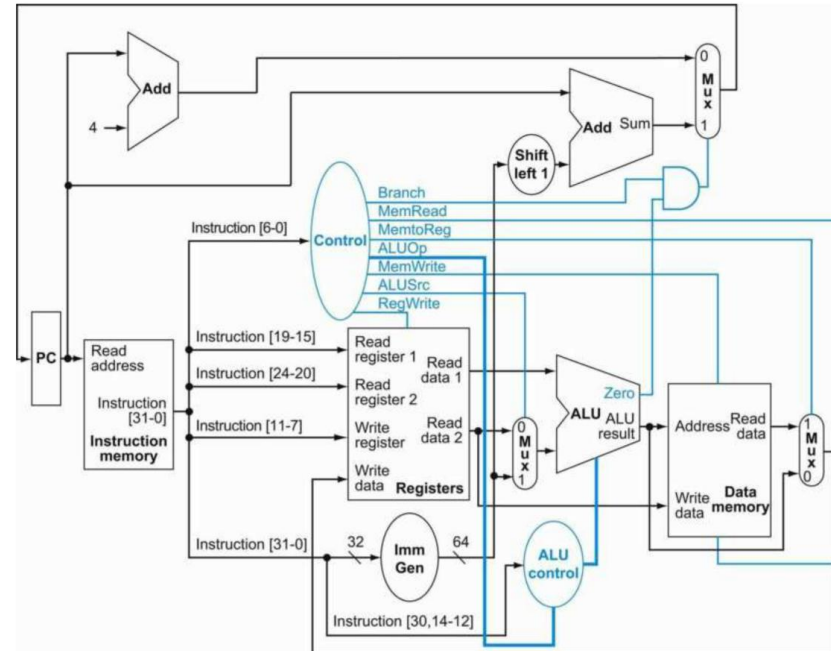 0
M
u
x
1
Add
4
Add Sum
Shift
left 1
Branch
MemRead
MemtoReg
ALUOp
MemWrite
ALUSrc
RegWrite
Control
Instruction [6-0]
PC
Read
address
Instruction
[31-0]
Instruction
memory
Instruction [19-15]
Instruction [24-20]
Instruction [11-7]
Instruction [31-0]
Read
register 1
Read
register 2
Write
register
Write
data
Read
data 1
Read
data 2
Registers
0
M
u
x
1
Zero
ALU
ALU
result
Address
Read
data
Write
data
Data
memory
1
M
u
x
0
32
Imm
Gen
64
ALU
control
Instruction [30,14-12]